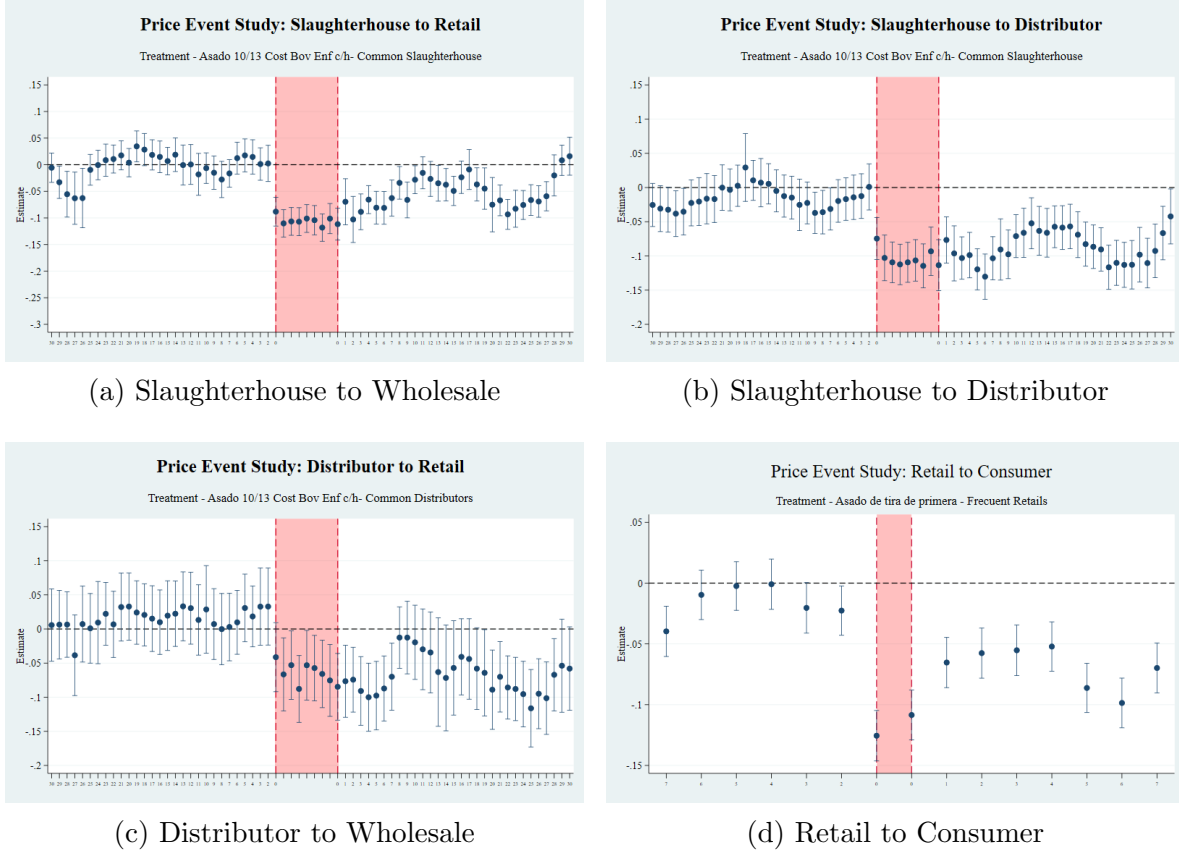 Price Event Study: Slaughterhouse to Retail
Treatment - Asado 10/13 Cost Bov Enf c/h- Common Slaughterhouse
Estimate
.15
.1
.05
0
-.05
-.1
-.15
-.2
-.25
-.3
(a) Slaughterhouse to Wholesale
Price Event Study: Slaughterhouse to Distributor
Treatment - Asado 10/13 Cost Bov Enf c/h- Common Slaughterhouse
Estimate
.15
.1
.05
0
-.05
-.1
-.15
-.2
(b) Slaughterhouse to Distributor
Price Event Study: Distributor to Retail
Treatment - Asado 10/13 Cost Bov Enf c/h- Common Distributors
Estimate
.15
.1
.05
0
-.05
-.1
-.15
-.2
(c) Distributor to Wholesale
Price Event Study: Retail to Consumer
Treatment - Asado de tira de primera - Frecuent Retails
Estimate
.05
0
-.05
-.1
-.15
7 6 5 4 3 2 0 0 1 2 3 4 5 6 7
(d) Retail to Consumer